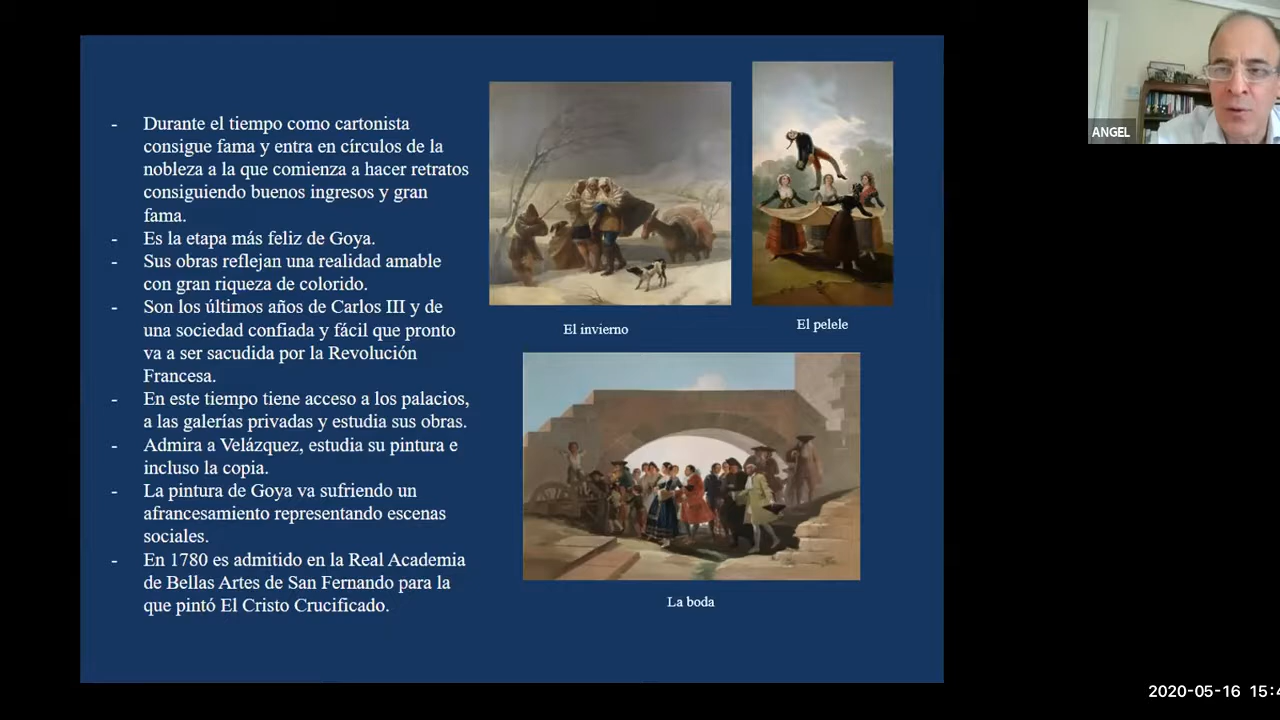 - Durante el tiempo como cartonista
consigue fama y entra en círculos de la
nobleza a la que comienza a hacer retratos
consiguiendo buenos ingresos y gran
fama.
- Es la etapa más feliz de Goya.
- Sus obras reflejan una realidad amable
con gran riqueza de colorido.
- Son los últimos años de Carlos III y de
una sociedad confiada y fácil que pronto
va a ser sacudida por la Revolución
Francesa.
- En este tiempo tiene acceso a los palacios,
a las galerías privadas y estudia sus obras.
- Admira a Velázquez, estudia su pintura e
incluso la copia.
- La pintura de Goya va sufriendo un
afrancesamiento representando escenas
sociales.
- En 1780 es admitido en la Real Academia
de Bellas Artes de San Fernando para la
que pintó El Cristo Crucificado.
El invierno
El pelele
La boda
ANGEL
2020-05-16 15:4